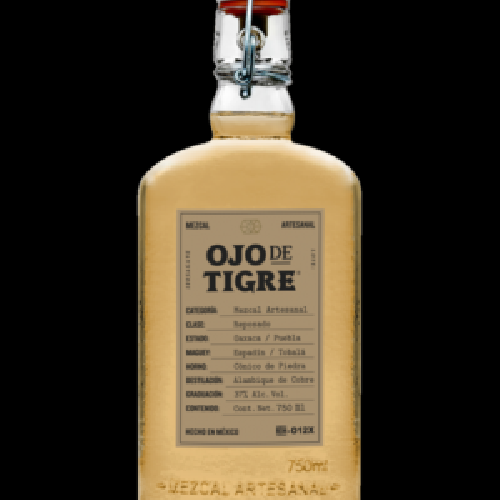 MEZCAL ARTESANAL
OJO DE
TIGRE
CATEGORÍA: Mezcal Artesanal
CLASE: Reposado
ESTADO: Oaxaca / Puebla
MAGUEY: Espadín / Tobalá
HORNO: Cónico de Piedra
DESTILACIÓN: Alambique de Cobre
GRADUACIÓN: 37% Alc. Vol.
CONTENIDO: Cont. Net. 750 Ml
HECHO EN MÉXICO -012X
750ml
MEZCAL ARTESANAL